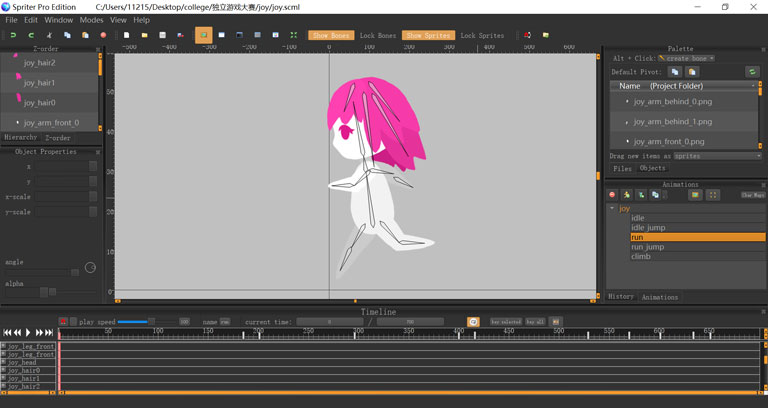 Spriter Pro Edition C:/Users/11215/Desktop/college/独立游戏大赛/joy/joy.scml
File Edit Window Modes View Help
Show Bones Lock Bones Show Sprites Lock Sprites
Z-order
joy_hair2
joy_hair1
joy_hair0
joy_arm_front_0
Hierarchy Z-order
Object Properties
x
y
x-scale
y-scale
angle
alpha
-500 -400 -300 -200 -100 0 100 200 300 400 500 600
Palette
Alt + Click: create bone
Default Pivot:
Name (Project Folder)
joy_arm_behind_0.png
joy_arm_behind_1.png
joy_arm_front_0.png
Drag new items as sprites
Files Objects
Animations
Char Maps
joy
idle
idle_jump
run
run_jump
climb
History Animations
Timeline
play speed 100 name run current time: 0 / 700 key selected key all
50 100 150 200 250 300 350 400 450 500 550 600 650
joy_leg_front_
joy_leg_front_
joy_head
joy_hair0
joy_hair1
joy_hair2